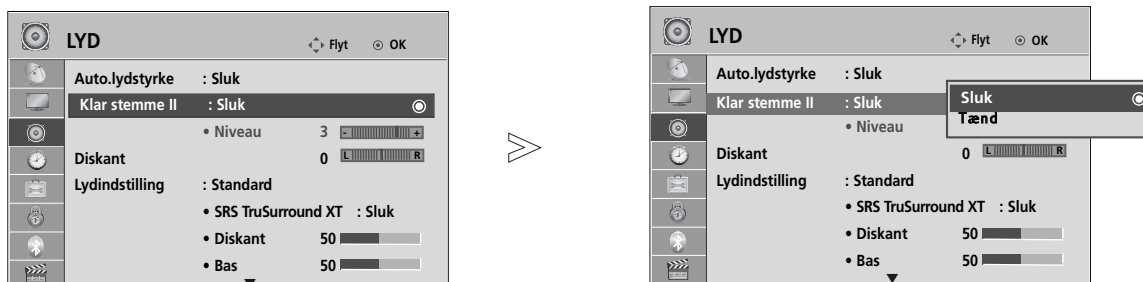 LYD
Flyt OK
Auto.lydstyrke : Sluk
Klar stemme II : Sluk
• Niveau 3 - +
Diskant 0 L R
Lydindstilling : Standard
• SRS TruSurround XT : Sluk
• Diskant 50
• Bas 50
LYD
Flyt OK
Auto.lydstyrke : Sluk
Klar stemme II : Sluk
Sluk
Tænd
• Niveau
Diskant 0 L R
Lydindstilling : Standard
• SRS TruSurround XT : Sluk
• Diskant 50
• Bas 50